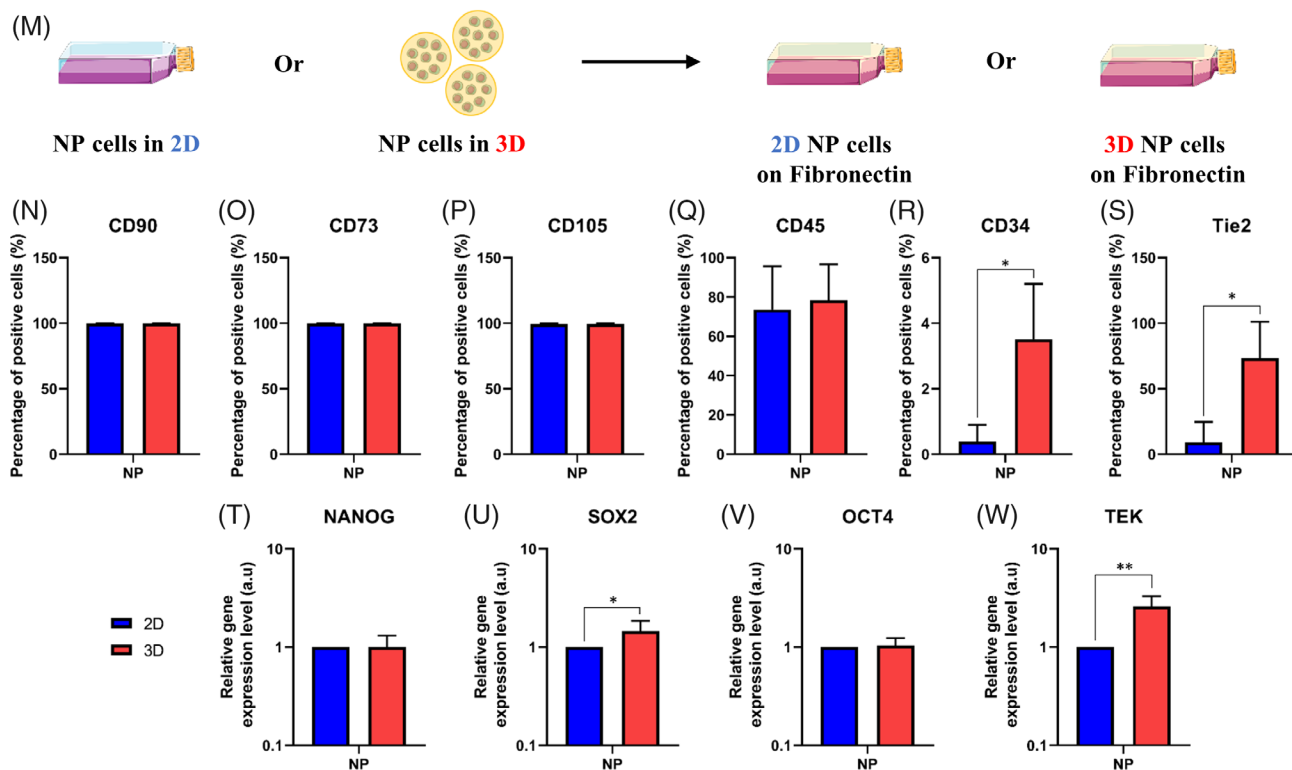 (M)
Or
Or
NP cells in 2D
NP cells in 3D
2D NP cells
on Fibronectin
3D NP cells
on Fibronectin
(N)
CD90
Percentage of positive cells (%)
150
100
50
0
NP
(O)
CD73
Percentage of positive cells (%)
150
100
50
0
NP
(P)
CD105
Percentage of positive cells (%)
150
100
50
0
NP
(Q)
CD45
Percentage of positive cells (%)
100
80
60
40
20
0
NP
(R)
CD34
Percentage of positive cells (%)
6
4
2
0
*
NP
(S)
Tie2
Percentage of positive cells (%)
150
100
50
0
*
NP
2D
3D
(T)
NANOG
Relative gene
expression level (a.u)
10
1
0.1
NP
(U)
SOX2
Relative gene
expression level (a.u)
10
1
0.1
*
NP
(V)
OCT4
Relative gene
expression level (a.u)
10
1
0.1
NP
(W)
TEK
Relative gene
expression level (a.u)
10
1
0.1
**
NP